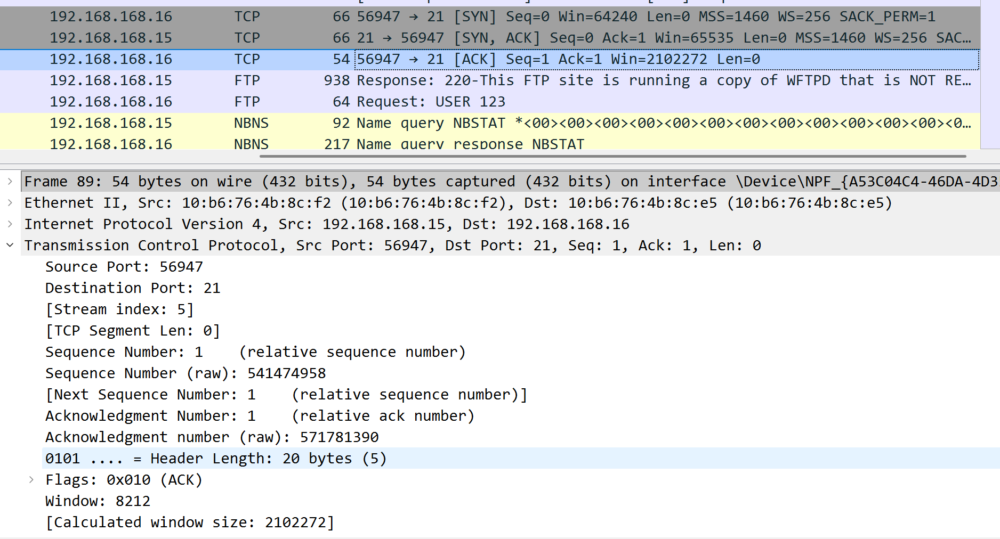 192.168.168.16 TCP 66 56947 → 21 [SYN] Seq=0 Win=64240 Len=0 MSS=1460 WS=256 SACK_PERM=1
192.168.168.15 TCP 66 21 → 56947 [SYN, ACK] Seq=0 Ack=1 Win=65535 Len=0 MSS=1460 WS=256 SAC…
192.168.168.16 TCP 54 56947 → 21 [ACK] Seq=1 Ack=1 Win=2102272 Len=0
192.168.168.15 FTP 938 Response: 220-This FTP site is running a copy of WFTPD that is NOT RE…
192.168.168.16 FTP 64 Request: USER 123
192.168.168.15 NBNS 92 Name query NBSTAT *<00><00><00><00><00><00><00><00><00><00><00><00><0…
192.168.168.16 NBNS 217 Name query response NBSTAT
Frame 89: 54 bytes on wire (432 bits), 54 bytes captured (432 bits) on interface \Device\NPF_{A53C04C4-46DA-4D3
Ethernet II, Src: 10:b6:76:4b:8c:f2 (10:b6:76:4b:8c:f2), Dst: 10:b6:76:4b:8c:e5 (10:b6:76:4b:8c:e5)
Internet Protocol Version 4, Src: 192.168.168.15, Dst: 192.168.168.16
Transmission Control Protocol, Src Port: 56947, Dst Port: 21, Seq: 1, Ack: 1, Len: 0
Source Port: 56947
Destination Port: 21
[Stream index: 5]
[TCP Segment Len: 0]
Sequence Number: 1 (relative sequence number)
Sequence Number (raw): 541474958
[Next Sequence Number: 1 (relative sequence number)]
Acknowledgment Number: 1 (relative ack number)
Acknowledgment number (raw): 571781390
0101 .... = Header Length: 20 bytes (5)
Flags: 0x010 (ACK)
Window: 8212
[Calculated window size: 2102272]